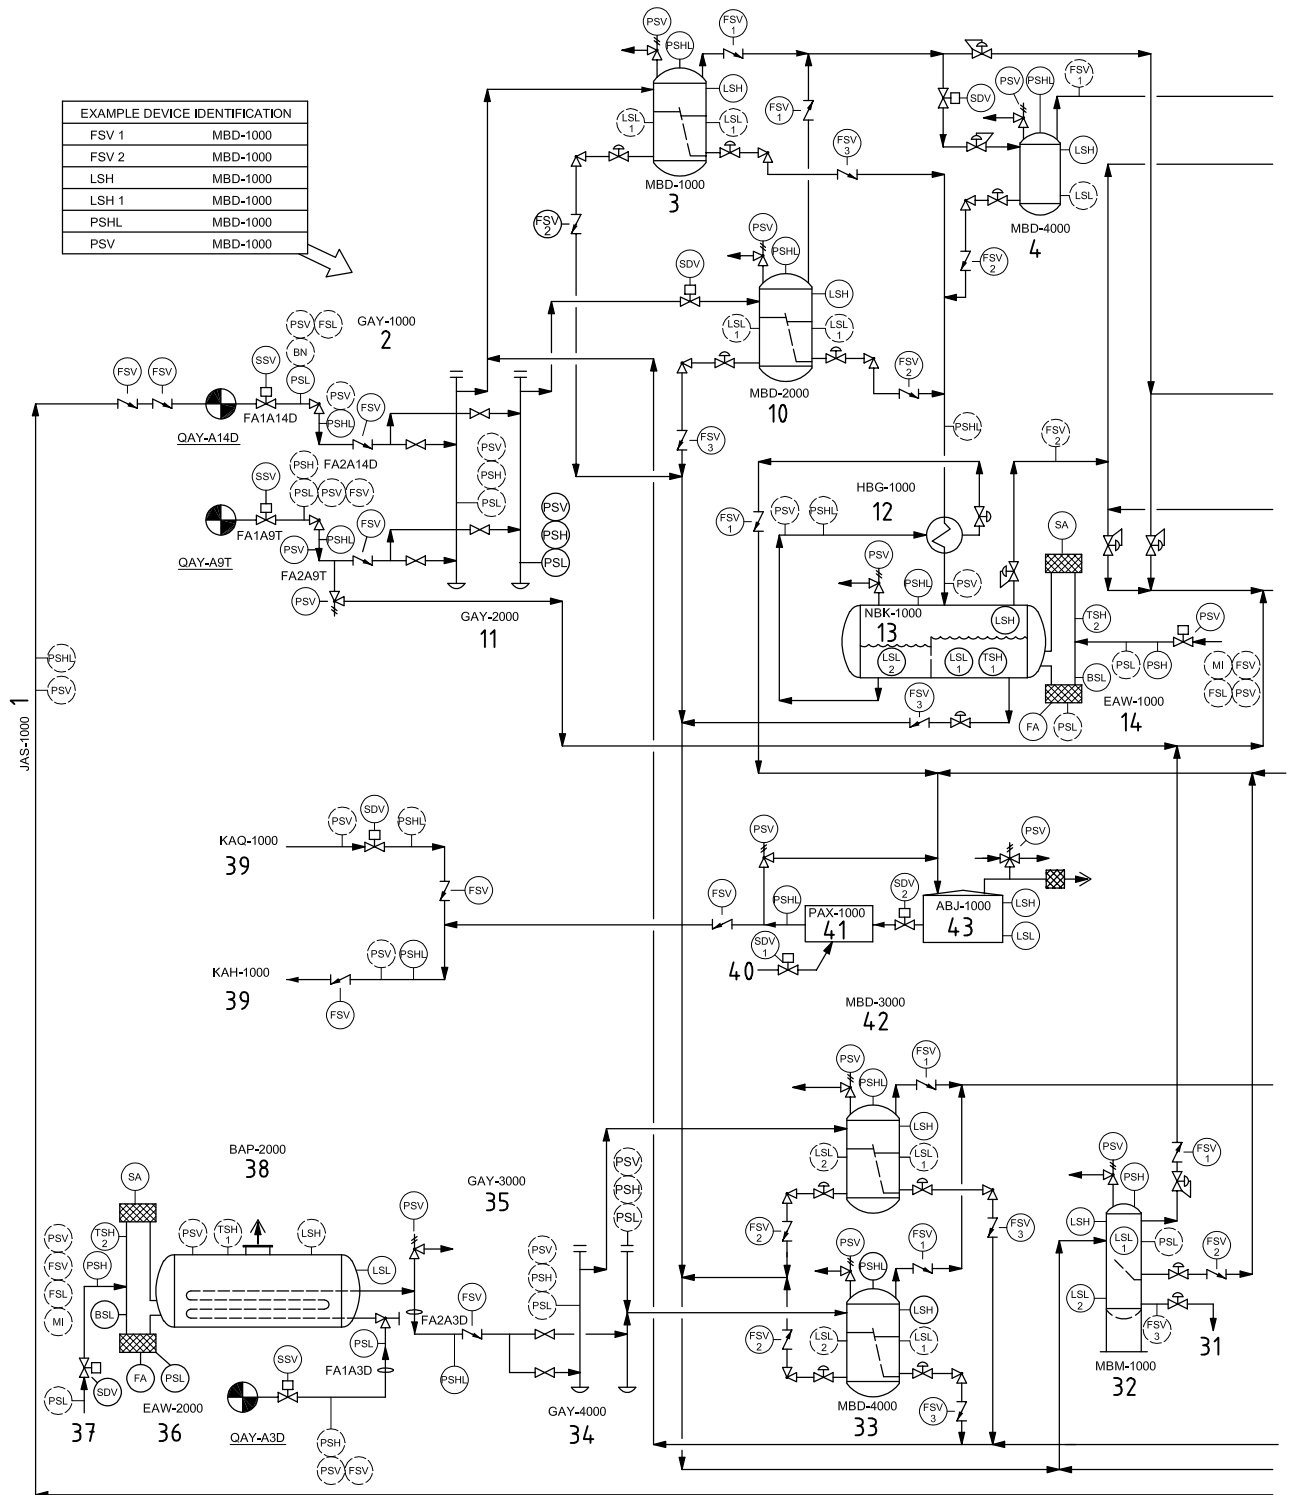 EXAMPLE DEVICE IDENTIFICATION
FSV 1 MBD-1000
FSV 2 MBD-1000
LSH MBD-1000
LSH 1 MBD-1000
PSHL MBD-1000
PSV MBD-1000
PSV
PSHL
FSV 1
LSH
LSL 1
LSL 1
MBD-1000
3
FSV 2
FSV 1
FSV 3
SDV
PSV
PSHL
FSV 1
LSH
LSL
MBD-4000
4
FSV 2
SDV
PSV
PSHL
LSH
LSL 1
LSL 1
MBD-2000
10
FSV 2
FSV 3
PSHL
PSV
FSL
GAY-1000
2
BN
SSV
PSL
FSV
FSV
FA1A14D
QAY-A14D
PSV
PSHL
FSV
PSH
FA2A14D
PSL
PSV
FSV
SSV
FA1A9T
QAY-A9T
PSHL
FSV
PSV
FA2A9T
PSV
PSV
PSH
PSL
PSV
PSH
PSL
GAY-2000
11
FSV 1
PSV
PSHL
HBG-1000
12
FSV 2
PSV
PSHL
PSV
NBK-1000
13
LSH
LSL 2
LSL 1
TSH 1
FSV 3
SA
TSH 2
BSL
FA
PSL
PSL
PSH
PSV
MI
FSV
FSL
PSV
EAW-1000
14
PSHL
PSV
JAS-1000 1
KAQ-1000
39
PSV
SDV
PSHL
FSV
KAH-1000
39
PSV
PSHL
FSV
FSV
PSV
PSHL
PAX-1000
41
SDV 1
40
SDV 2
ABJ-1000
43
PSV
LSH
LSL
MBD-3000
42
PSV
PSHL
FSV 1
LSH
LSL 2
LSL 1
FSV 2
FSV 3
PSV
PSHL
FSV 1
LSH
LSL 2
LSL 1
FSV 2
FSV 3
MBD-4000
33
PSV
PSH
LSH
LSL 1
PSL
FSV 1
FSV 2
LSL 2
FSV 3
31
MBM-1000
32
BAP-2000
38
SA
TSH 2
PSV
TSH 1
LSH
LSL
PSV
FSV
FSL
MI
PSH
BSL
FA
PSL
SDV
PSL
37
EAW-2000
36
PSL
FA1A3D
SSV
QAY-A3D
PSH
PSV
FSV
PSV
FA2A3D
FSV
PSHL
GAY-3000
35
PSV
PSH
PSL
PSV
PSH
PSL
GAY-4000
34